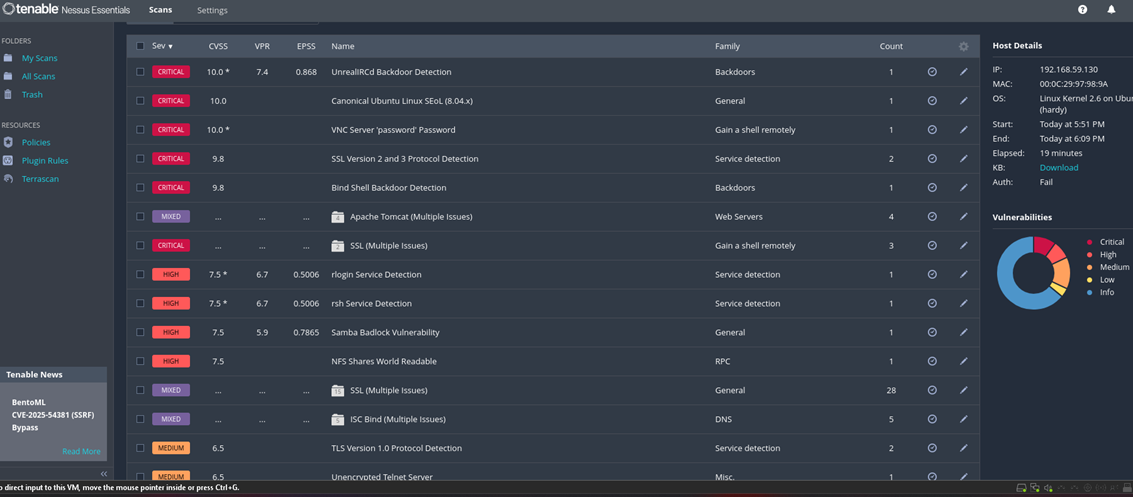 tenable Nessus Essentials Scans Settings
FOLDERS
My Scans
All Scans
Trash
RESOURCES
Policies
Plugin Rules
Terrascan
Tenable News
BentoML
CVE-2025-54381 (SSRF)
Bypass
Read More
Sev ▼ CVSS VPR EPSS Name Family Count
CRITICAL 10.0 * 7.4 0.868 UnrealIRCd Backdoor Detection Backdoors 1
CRITICAL 10.0 Canonical Ubuntu Linux SEoL (8.04.x) General 1
CRITICAL 10.0 * VNC Server 'password' Password Gain a shell remotely 1
CRITICAL 9.8 SSL Version 2 and 3 Protocol Detection Service detection 2
CRITICAL 9.8 Bind Shell Backdoor Detection Backdoors 1
MIXED ... ... ... 4 Apache Tomcat (Multiple Issues) Web Servers 4
CRITICAL ... ... ... 2 SSL (Multiple Issues) Gain a shell remotely 3
HIGH 7.5 * 6.7 0.5006 rlogin Service Detection Service detection 1
HIGH 7.5 * 6.7 0.5006 rsh Service Detection Service detection 1
HIGH 7.5 5.9 0.7865 Samba Badlock Vulnerability General 1
HIGH 7.5 NFS Shares World Readable RPC 1
MIXED ... ... ... SSL (Multiple Issues) General 28
MIXED ... ... ... 5 ISC Bind (Multiple Issues) DNS 5
MEDIUM 6.5 TLS Version 1.0 Protocol Detection Service detection 2
MEDIUM 6.5 Unencrypted Telnet Server Misc. 1
Host Details
IP: 192.168.59.130
MAC: 00:0C:29:97:98:9A
OS: Linux Kernel 2.6 on Ubu
(hardy)
Start: Today at 5:51 PM
End: Today at 6:09 PM
Elapsed: 19 minutes
KB: Download
Auth: Fail
Vulnerabilities
Critical
High
Medium
Low
Info
o direct input to this VM, move the mouse pointer inside or press Ctrl+G.